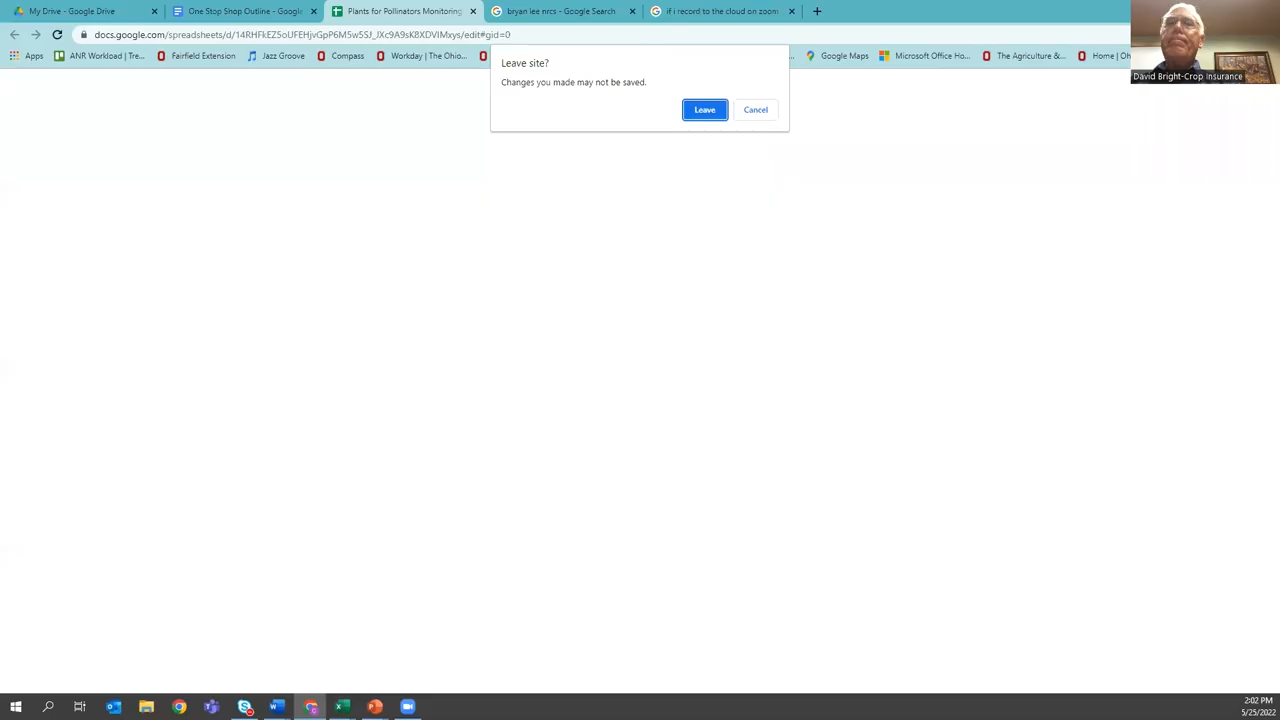 My Drive - Google Drive
One Stop Shop Outline - Google
Plants for Pollinators Monitoring
bryan lee nrcs - Google Search
if i record to the cloud on zoom
docs.google.com/spreadsheets/d/14RHFkEZ5oUFEHjvGpP6M5w5SJ_JXc9A9sK8XDVIMxys/edit#gid=0
Apps
ANR Workload | Tre...
Fairfield Extension
Jazz Groove
Compass
Workday | The Ohio...
Google Maps
Microsoft Office Ho...
The Agriculture &...
Home | Oh
Leave site?
Changes you made may not be saved.
Leave
Cancel
David Bright-Crop Insurance
2:02 PM
5/25/2022